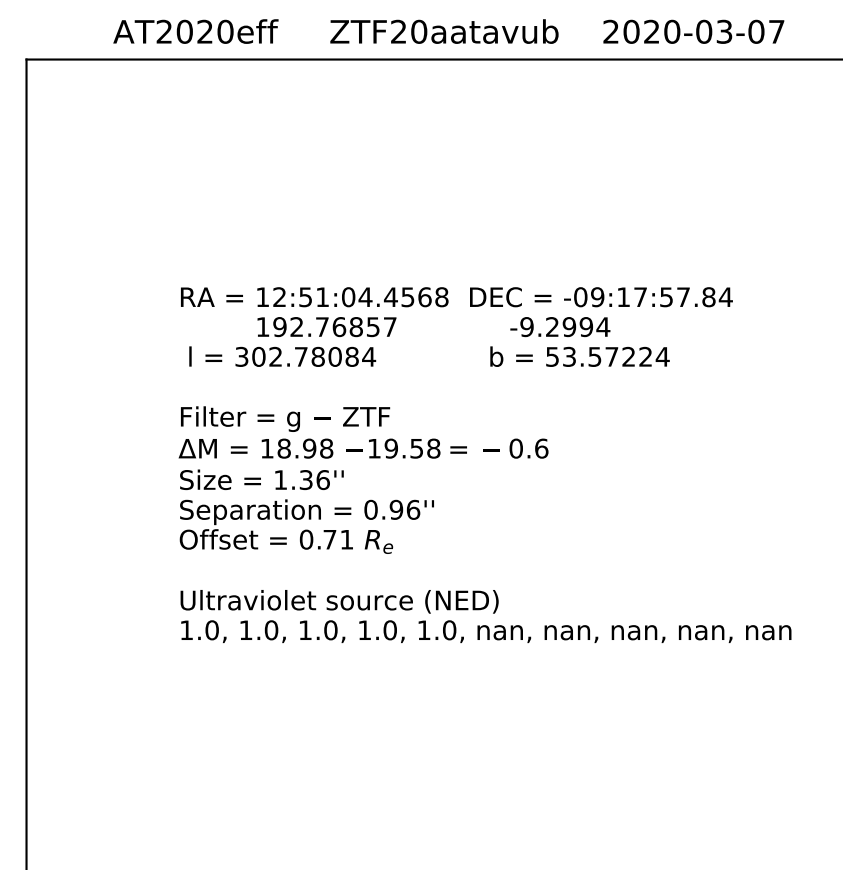 AT2020eff ZTF20aatavub 2020-03-07
RA = 12:51:04.4568 DEC = -09:17:57.84
192.76857 -9.2994
l = 302.78084 b = 53.57224
Filter = g − ZTF
ΔM = 18.98 −19.58 = − 0.6
Size = 1.36''
Separation = 0.96''
Offset = 0.71 Rₑ
Ultraviolet source (NED)
1.0, 1.0, 1.0, 1.0, 1.0, nan, nan, nan, nan, nan